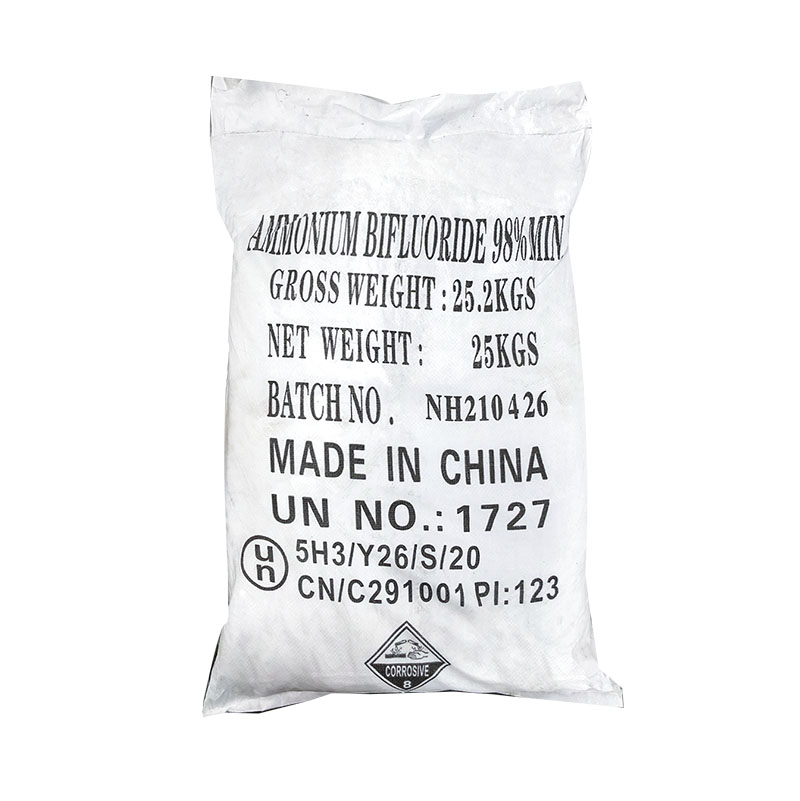 AMMONIUM BIFLUORIDE 98%MIN
GROSS WEIGHT:25.2KGS
NET WEIGHT: 25KGS
BATCH NO. NH210426
MADE IN CHINA
UN NO.:1727
un 5H3/Y26/S/20
CN/C291001 PI:123
CORROSIVE
8